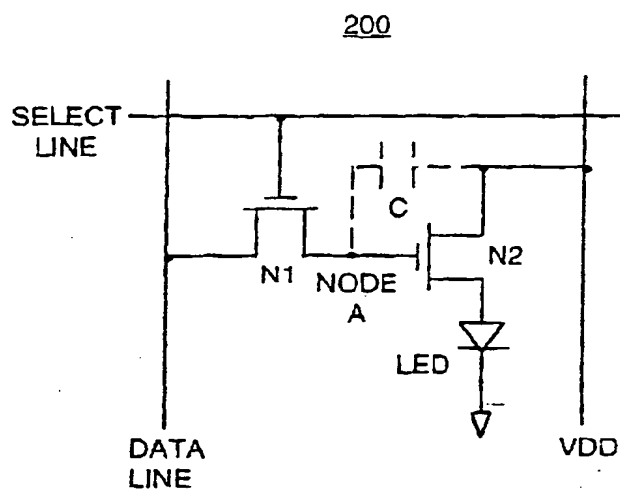 200
SELECT
LINE
C
N1
NODE
A
N2
LED
DATA
LINE
VDD